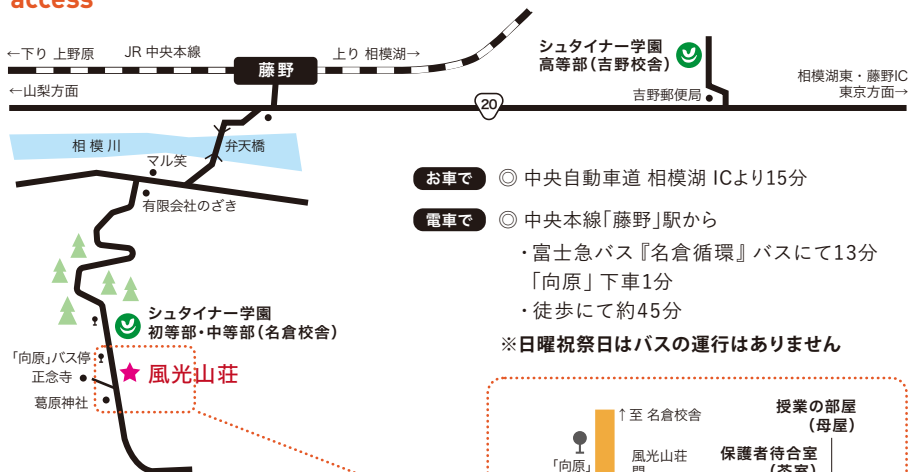 access
←下り 上野原
JR 中央本線
藤野
上り 相模湖→
シュタイナー学園
高等部(吉野校舎)
相模湖東・藤野IC
東京方面→
←山梨方面
吉野郵便局
20
相模川
弁天橋
マル笑
有限会社のざき
お車で ◎ 中央自動車道 相模湖 ICより15分
電車で ◎ 中央本線「藤野」駅から
・富士急バス『名倉循環』バスにて13分
「向原」下車1分
・徒歩にて約45分
※日曜祝祭日はバスの運行はありません
シュタイナー学園
初等部・中等部(名倉校舎)
「向原」バス停
正念寺
葛原神社
風光山荘
↑至 名倉校舎
授業の部屋
(母屋)
保護者待合室
(茶室)
風光山荘
門
「向原」